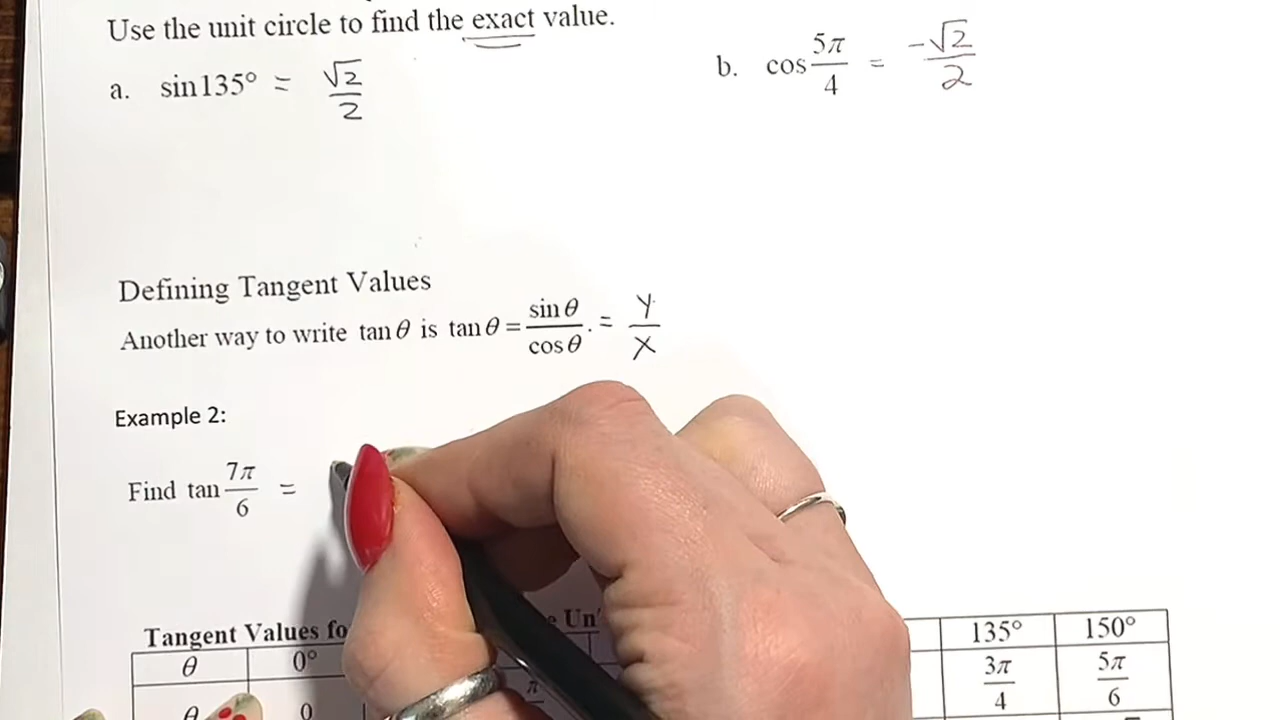 Use the unit circle to find the exact value.
a. sin135° = √2/2
b. cos 5π/4 = -√2/2
Defining Tangent Values
Another way to write tanθ is tanθ = sinθ/cosθ. = Y/X
Example 2:
Find tan 7π/6 =
Tangent Values
θ 0° 135° 150°
θ 0 π 3π/4 5π/6